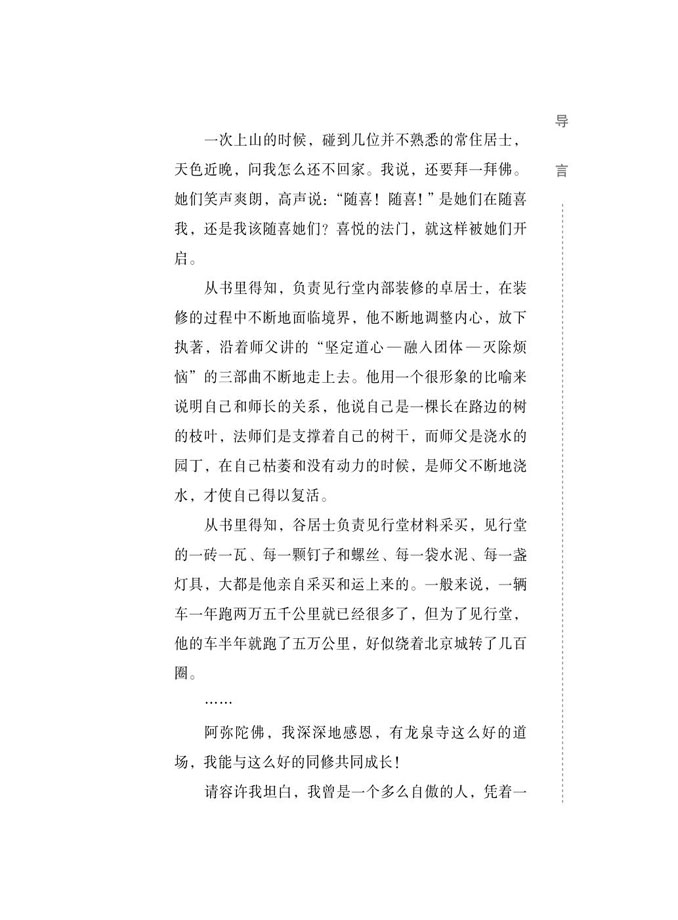 导
言
一次上山的时候，碰到几位并不熟悉的常住居士，
天色近晚，问我怎么还不回家。我说，还要拜一拜佛。
她们笑声爽朗，高声说：“随喜！随喜！”是她们在随喜
我，还是我该随喜她们？喜悦的法门，就这样被她们开
启。
从书里得知，负责见行堂内部装修的卓居士，在装
修的过程中不断地面临境界，他不断地调整内心，放下
执著，沿着师父讲的“坚定道心—融入团体—灭除烦
恼”的三部曲不断地走上去。他用一个很形象的比喻来
说明自己和师长的关系，他说自己是一棵长在路边的树
的枝叶，法师们是支撑着自己的树干，而师父是浇水的
园丁，在自己枯萎和没有动力的时候，是师父不断地浇
水，才使自己得以复活。
从书里得知，谷居士负责见行堂材料采买，见行堂
的一砖一瓦、每一颗钉子和螺丝、每一袋水泥、每一盏
灯具，大都是他亲自采买和运上来的。一般来说，一辆
车一年跑两万五千公里就已经很多了，但为了见行堂，
他的车半年就跑了五万公里，好似绕着北京城转了几百
圈。
……
阿弥陀佛，我深深地感恩，有龙泉寺这么好的道
场，我能与这么好的同修共同成长！
请容许我坦白，我曾是一个多么自傲的人，凭着一